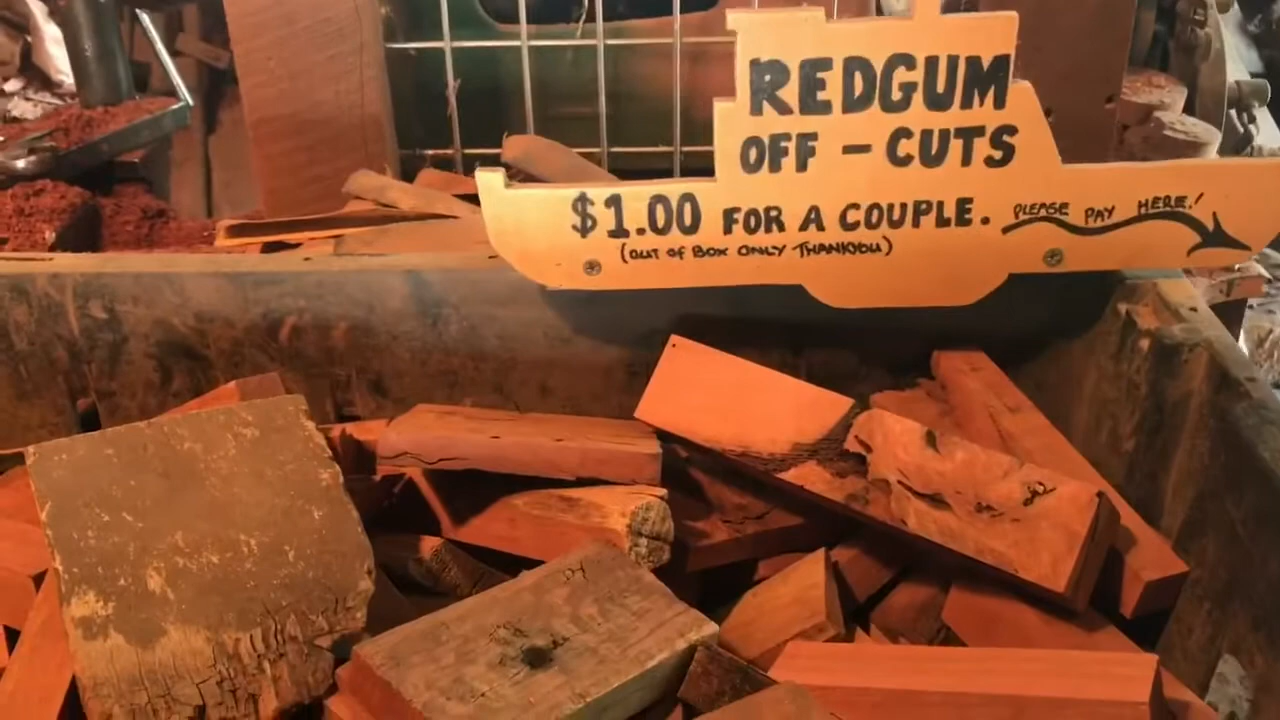 REDGUM
OFF - CUTS
$1.00 FOR A COUPLE. PLEASE PAY HERE!
(OUT OF BOX ONLY THANKYOU)